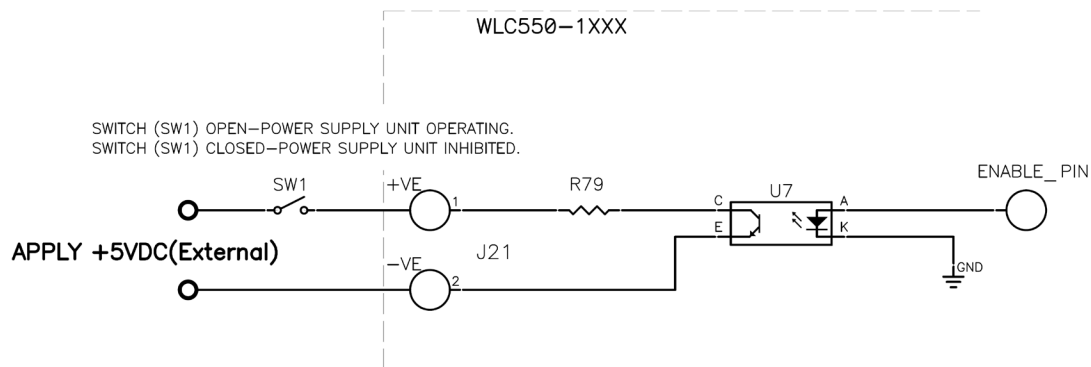 WLC550-1XXX
SWITCH (SW1) OPEN-POWER SUPPLY UNIT OPERATING.
SWITCH (SW1) CLOSED-POWER SUPPLY UNIT INHIBITED.
ENABLE_PIN
SW1
+VE
1
R79
C
U7
A
E
K
APPLY +5VDC(External)
-VE
J21
2
GND